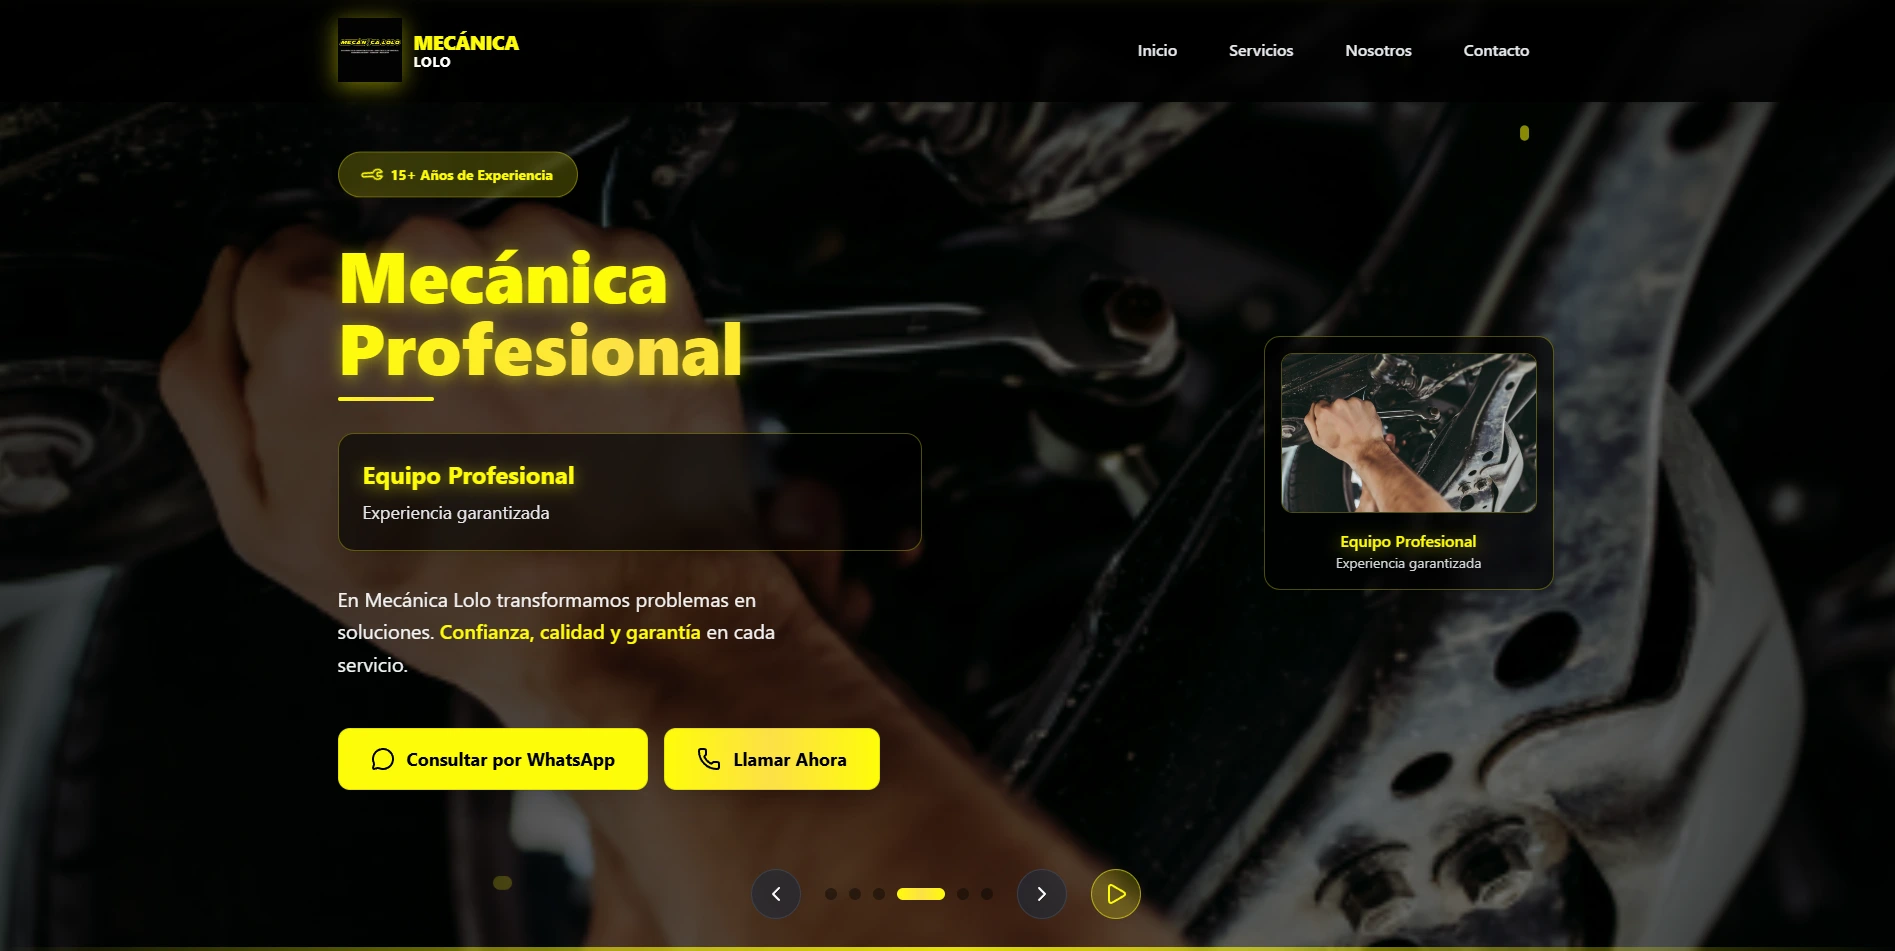 MECÁNICA LOLO
MECÁNICA
LOLO
Inicio
Servicios
Nosotros
Contacto
15+ Años de Experiencia
Mecánica
Profesional
Equipo Profesional
Experiencia garantizada
Equipo Profesional
Experiencia garantizada
En Mecánica Lolo transformamos problemas en
soluciones. Confianza, calidad y garantía en cada
servicio.
Consultar por WhatsApp
Llamar Ahora